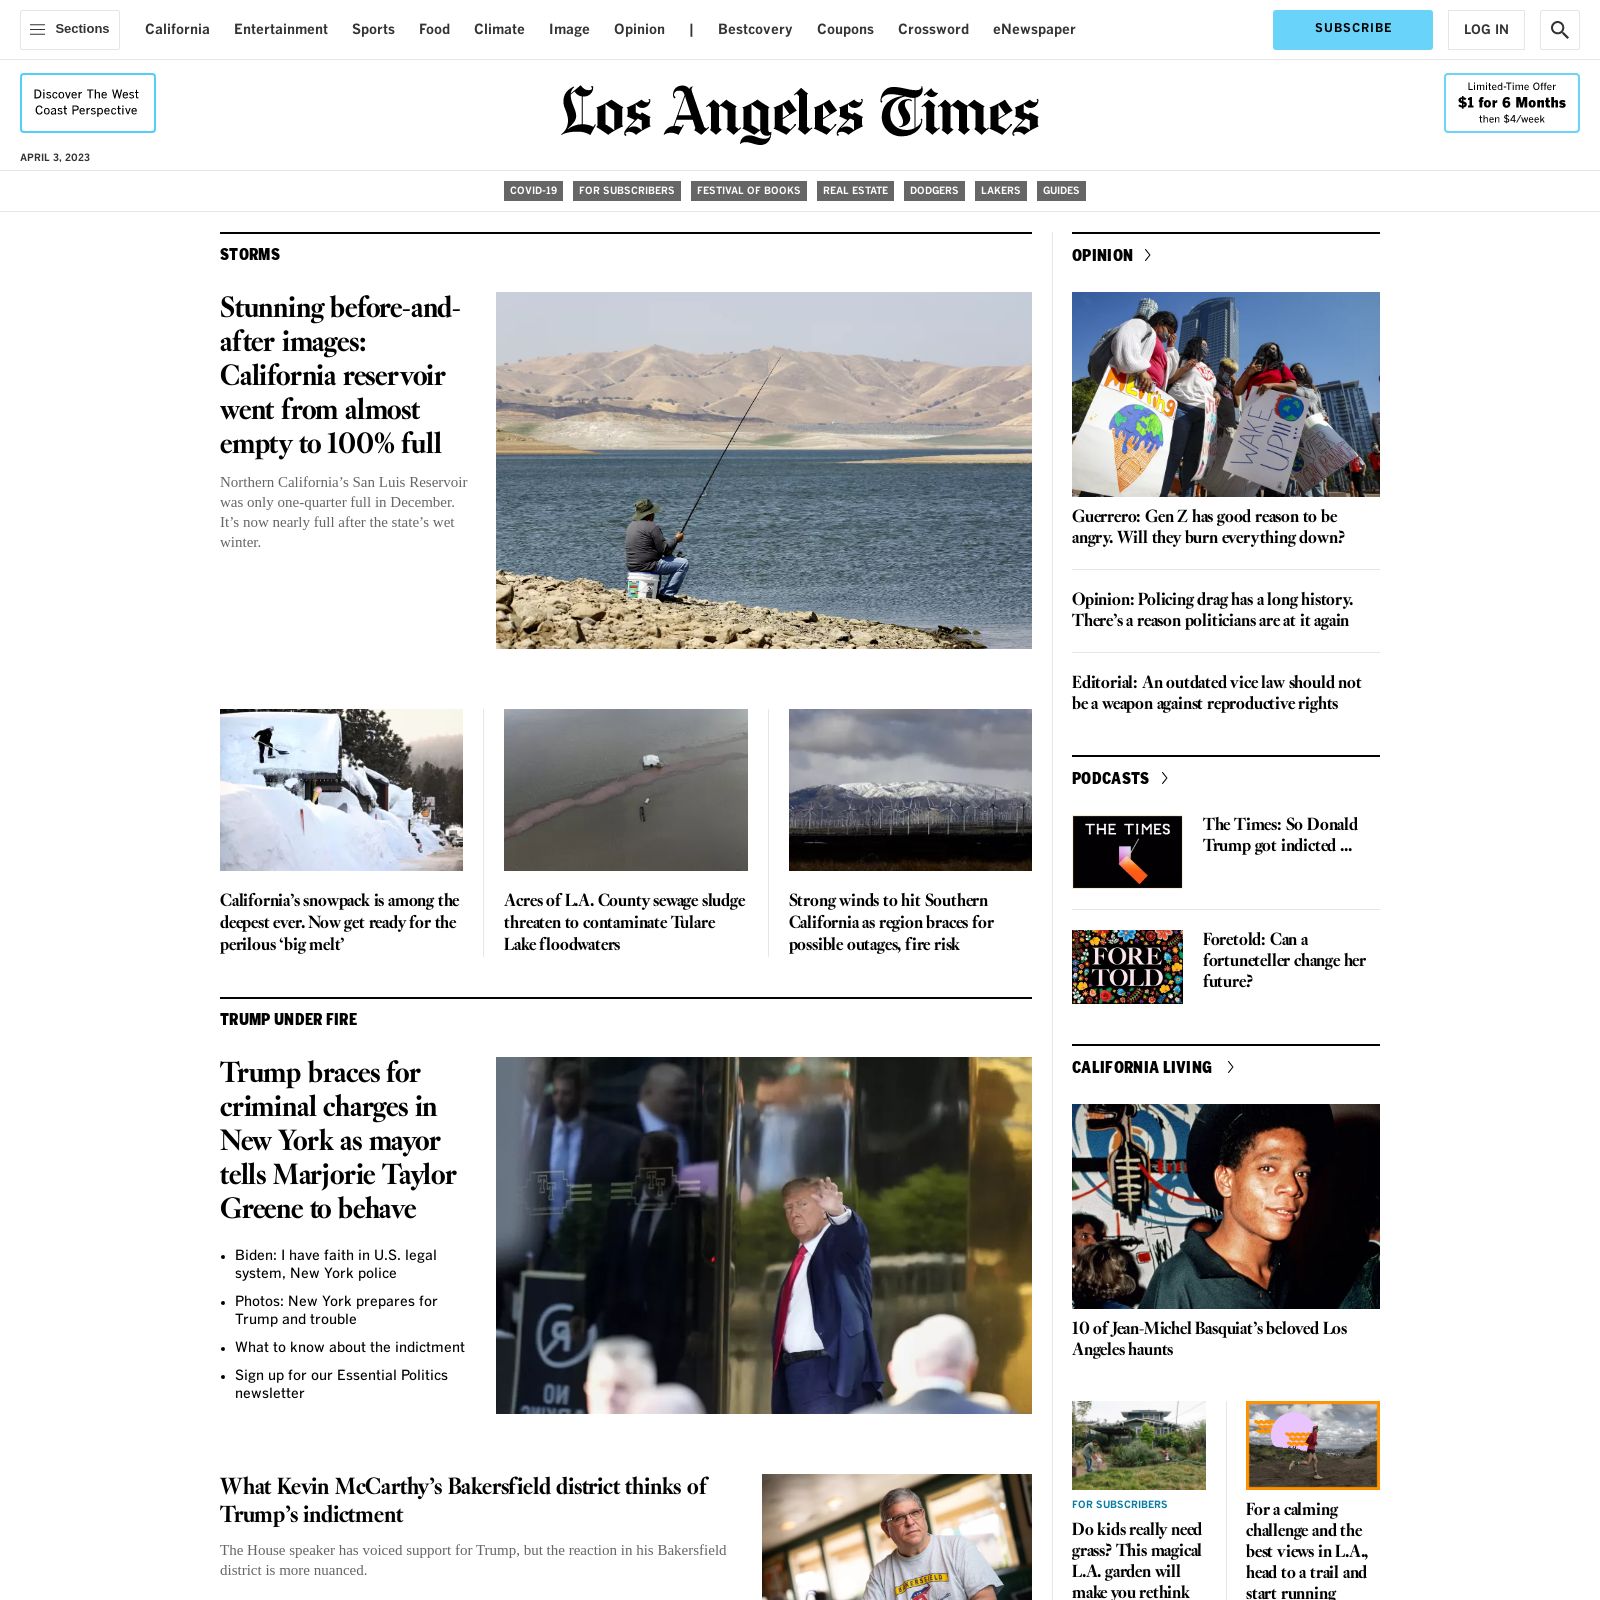 Sections
California
Entertainment
Sports
Food
Climate
Image
Opinion
|
Bestcovery
Coupons
Crossword
eNewspaper
SUBSCRIBE
LOG IN
Discover The West
Coast Perspective
Los Angeles Times
Limited-Time Offer
$1 for 6 Months
then $4/week
APRIL 3, 2023
COVID-19
FOR SUBSCRIBERS
FESTIVAL OF BOOKS
REAL ESTATE
DODGERS
LAKERS
GUIDES
STORMS
Stunning before-and-
after images:
California reservoir
went from almost
empty to 100% full
Northern California’s San Luis Reservoir
was only one-quarter full in December.
It’s now nearly full after the state’s wet
winter.
California’s snowpack is among the
deepest ever. Now get ready for the
perilous ‘big melt’
Acres of L.A. County sewage sludge
threaten to contaminate Tulare
Lake floodwaters
Strong winds to hit Southern
California as region braces for
possible outages, fire risk
TRUMP UNDER FIRE
Trump braces for
criminal charges in
New York as mayor
tells Marjorie Taylor
Greene to behave
• Biden: I have faith in U.S. legal
system, New York police
• Photos: New York prepares for
Trump and trouble
• What to know about the indictment
• Sign up for our Essential Politics
newsletter
NO
What Kevin McCarthy’s Bakersfield district thinks of
Trump’s indictment
The House speaker has voiced support for Trump, but the reaction in his Bakersfield
district is more nuanced.
BAKERSFIELD
OPINION
MELTING
WAKE
UP!!!
Guerrero: Gen Z has good reason to be
angry. Will they burn everything down?
Opinion: Policing drag has a long history.
There’s a reason politicians are at it again
Editorial: An outdated vice law should not
be a weapon against reproductive rights
PODCASTS
THE TIMES
The Times: So Donald
Trump got indicted ...
FORE
TOLD
Foretold: Can a
fortuneteller change her
future?
CALIFORNIA LIVING
10 of Jean-Michel Basquiat’s beloved Los
Angeles haunts
FOR SUBSCRIBERS
Do kids really need
grass? This magical
L.A. garden will
make you rethink
For a calming
challenge and the
best views in L.A.,
head to a trail and
start running